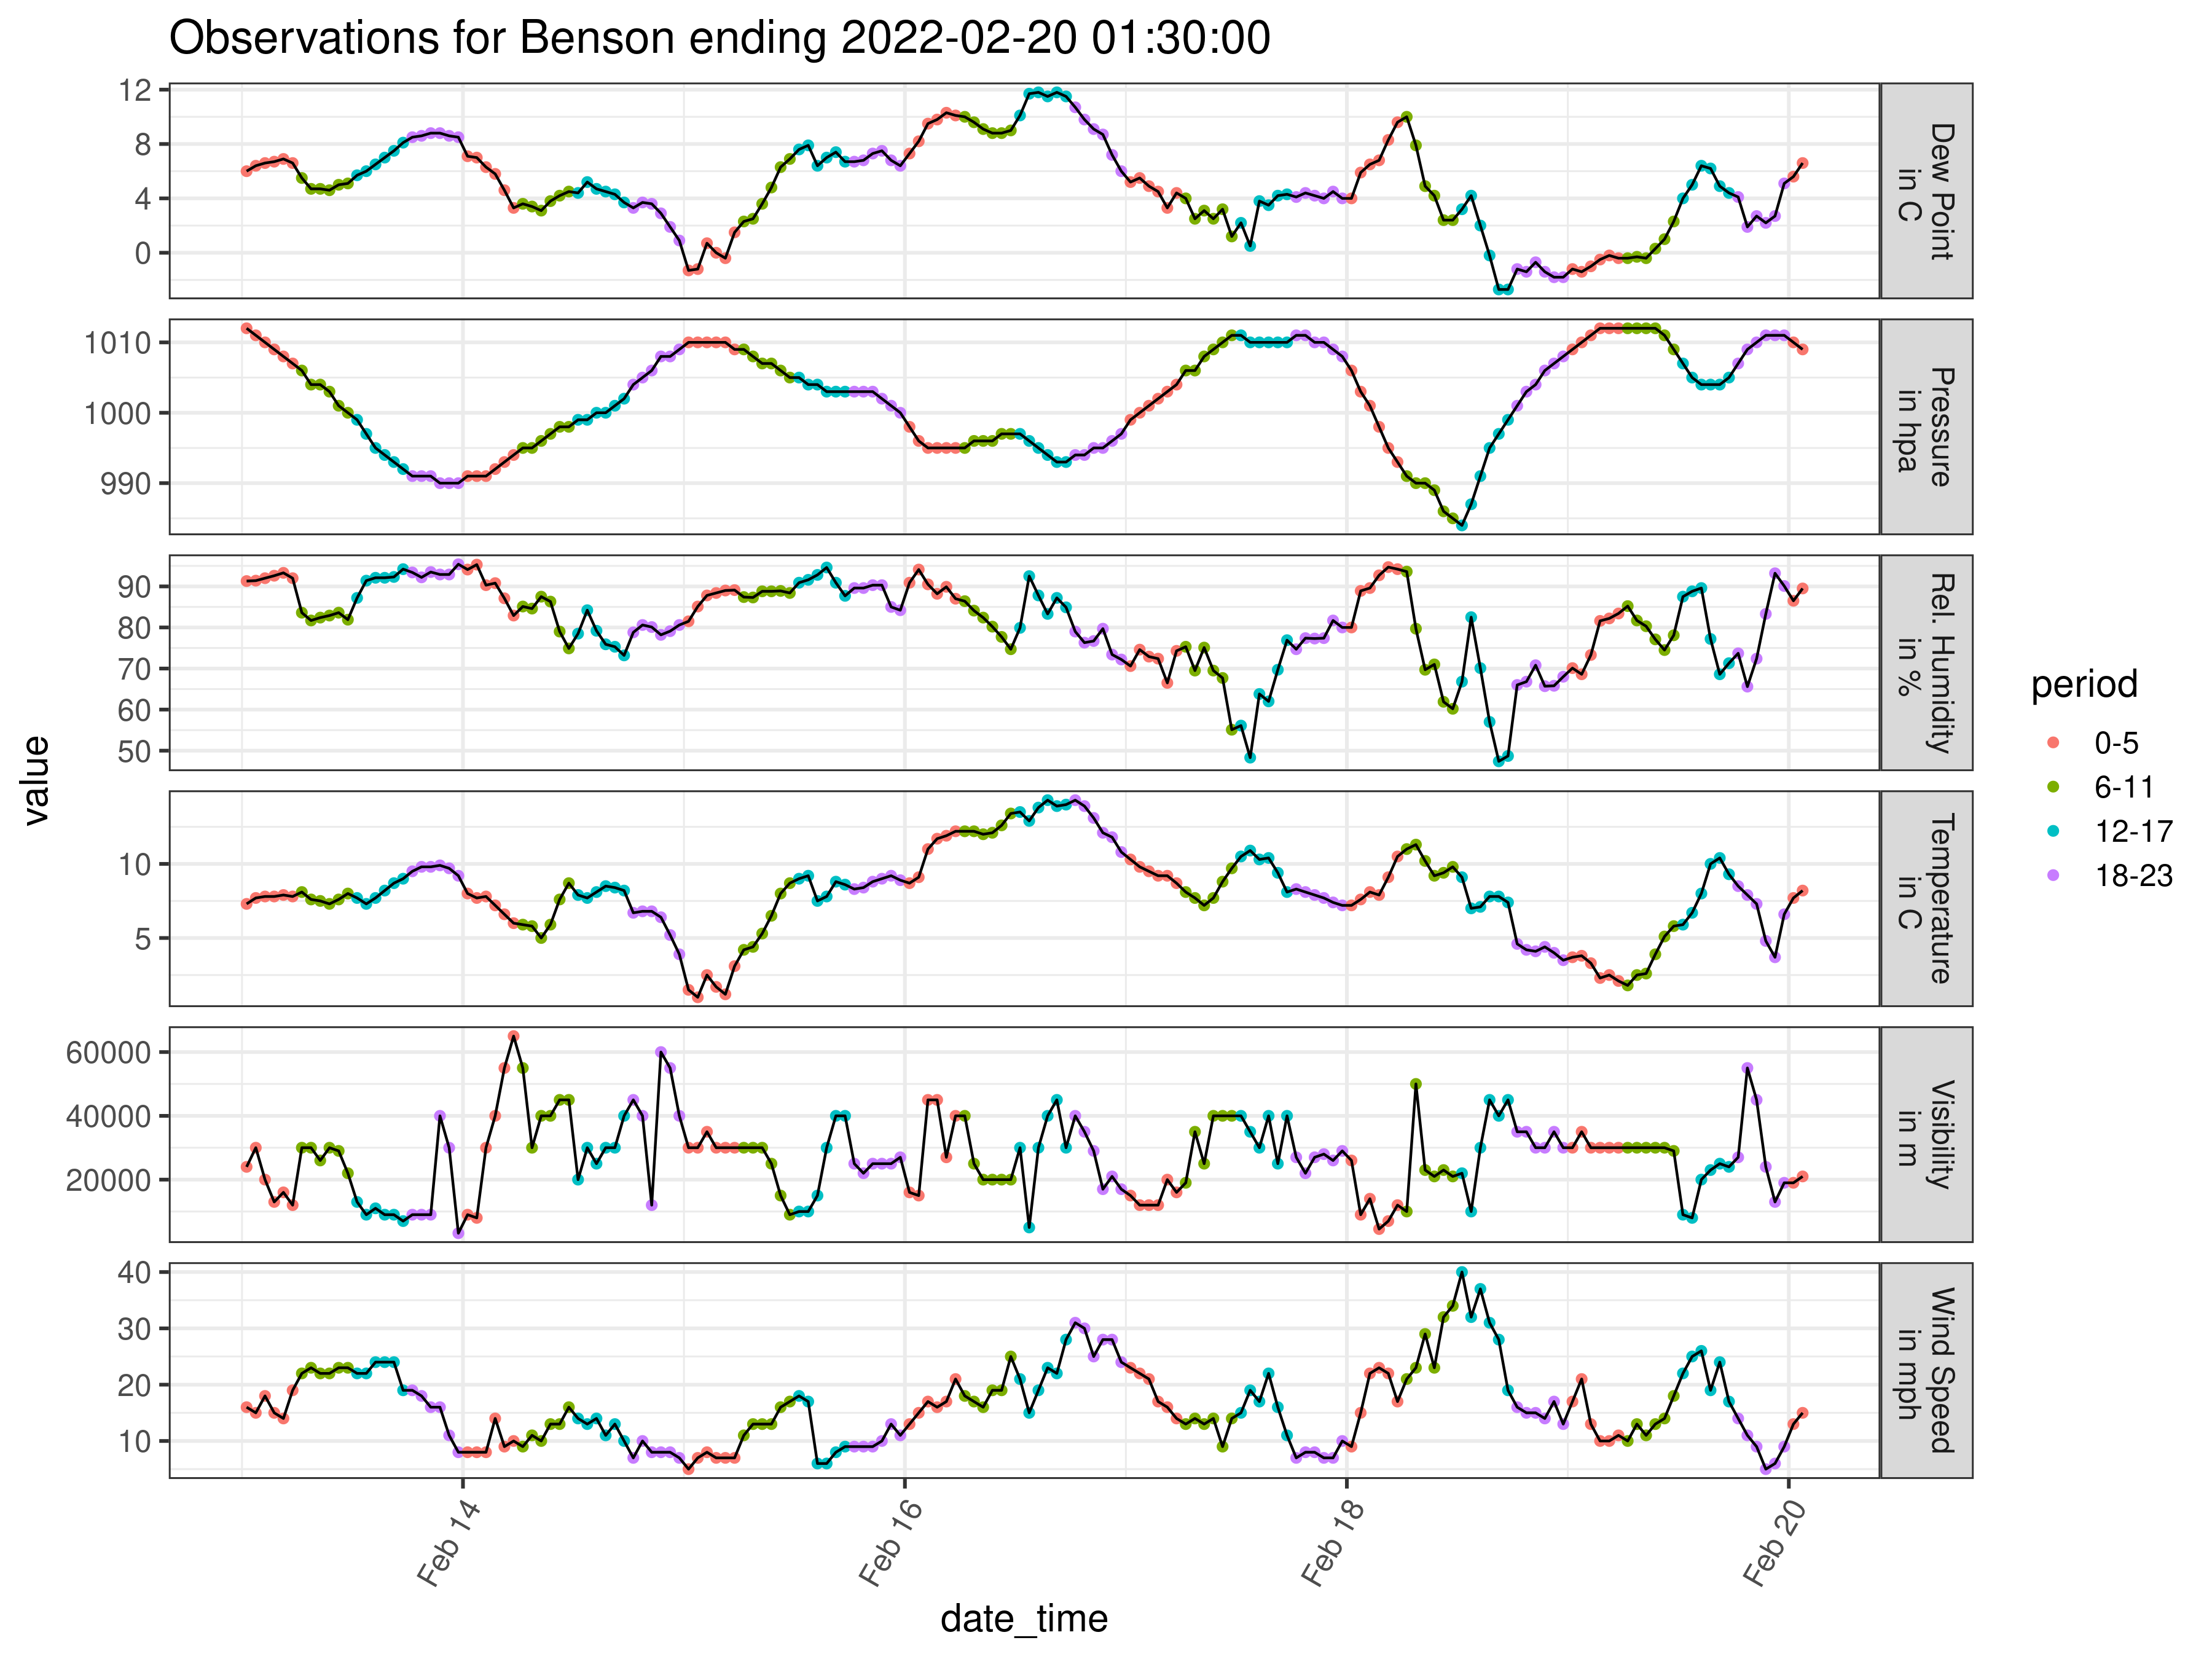 Observations for Benson ending 2022-02-20 01:30:00
value
12
8
4
0
Dew Point
in C
1010
1000
990
Pressure
in hpa
90
80
70
60
50
Rel. Humidity
in %
10
5
Temperature
in C
60000
40000
20000
Visibility
in m
40
30
20
10
Wind Speed
in mph
Feb 14
Feb 16
Feb 18
Feb 20
date_time
period
0-5
6-11
12-17
18-23